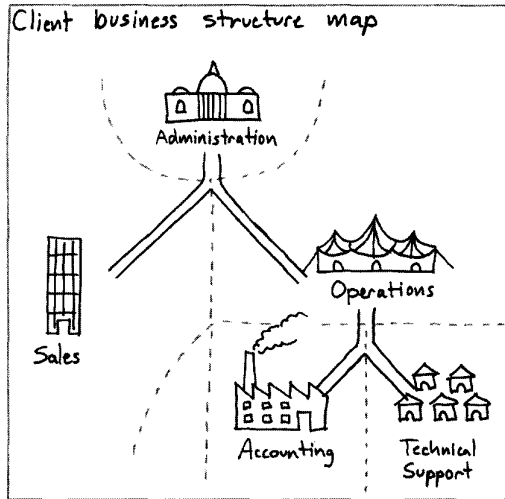 Client business structure map
Administration
Sales
Operations
Accounting
Technical
Support